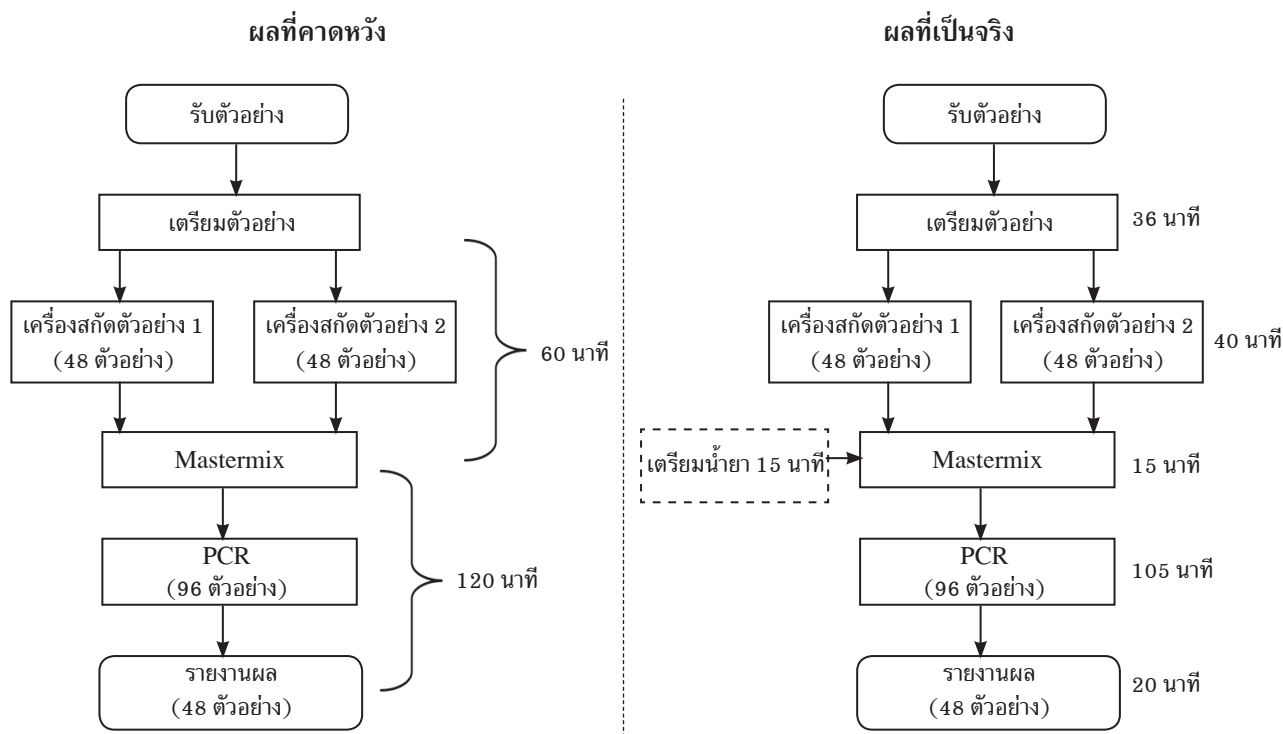 ผลที่คาดหวัง
รับตัวอย่าง
เตรียมตัวอย่าง
เครื่องสกัดตัวอย่าง 1
(48 ตัวอย่าง)
เครื่องสกัดตัวอย่าง 2
(48 ตัวอย่าง)
60 นาที
Mastermix
PCR
(96 ตัวอย่าง)
120 นาที
รายงานผล
(48 ตัวอย่าง)
ผลที่เป็นจริง
รับตัวอย่าง
เตรียมตัวอย่าง
36 นาที
เครื่องสกัดตัวอย่าง 1
(48 ตัวอย่าง)
เครื่องสกัดตัวอย่าง 2
(48 ตัวอย่าง)
40 นาที
เตรียมน้ำยา 15 นาที
Mastermix
15 นาที
PCR
(96 ตัวอย่าง)
105 นาที
รายงานผล
(48 ตัวอย่าง)
20 นาที